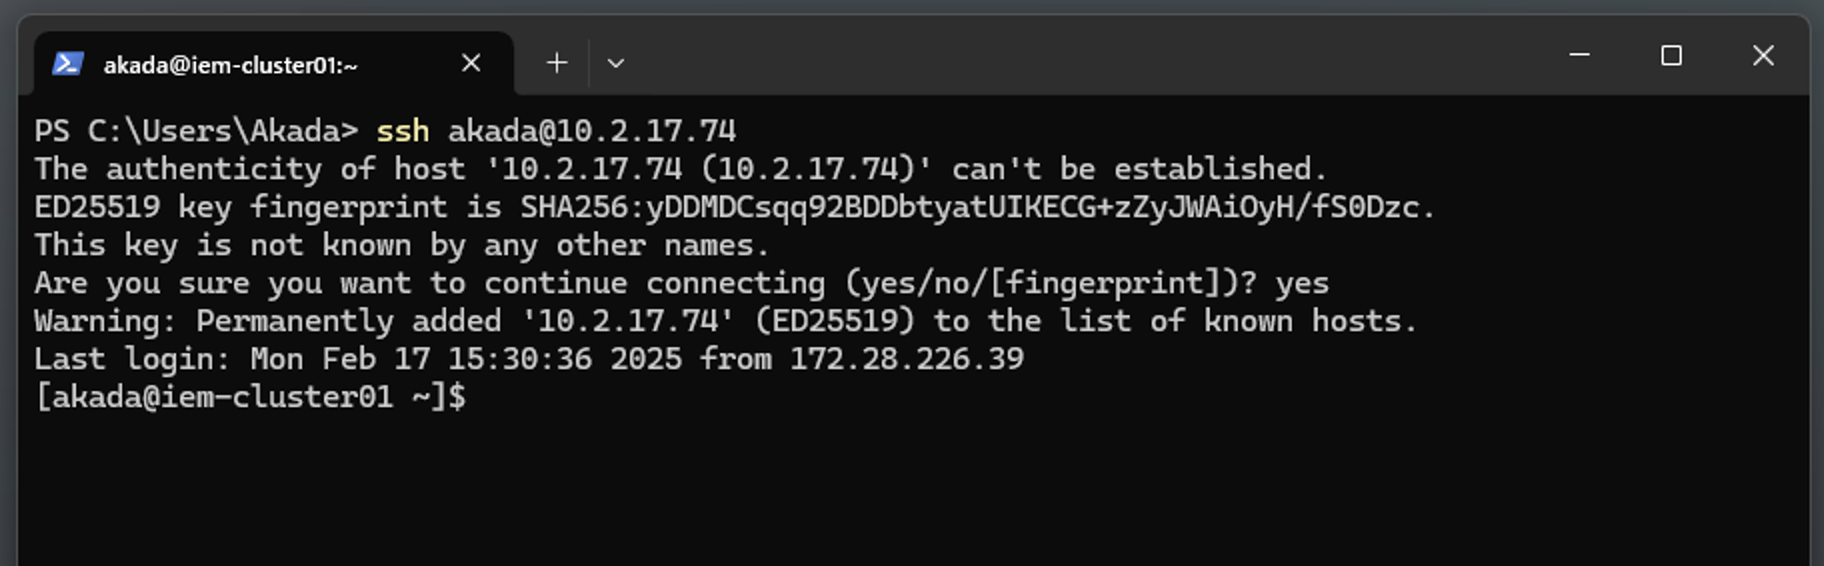 akada@iem-cluster01:~
PS C:\Users\Akada> ssh akada@10.2.17.74
The authenticity of host '10.2.17.74 (10.2.17.74)' can't be established.
ED25519 key fingerprint is SHA256:yDDMDCsqq92BDDbtyatUIKECG+zZyJWAiOyH/fS0Dzc.
This key is not known by any other names.
Are you sure you want to continue connecting (yes/no/[fingerprint])? yes
Warning: Permanently added '10.2.17.74' (ED25519) to the list of known hosts.
Last login: Mon Feb 17 15:30:36 2025 from 172.28.226.39
[akada@iem-cluster01 ~]$